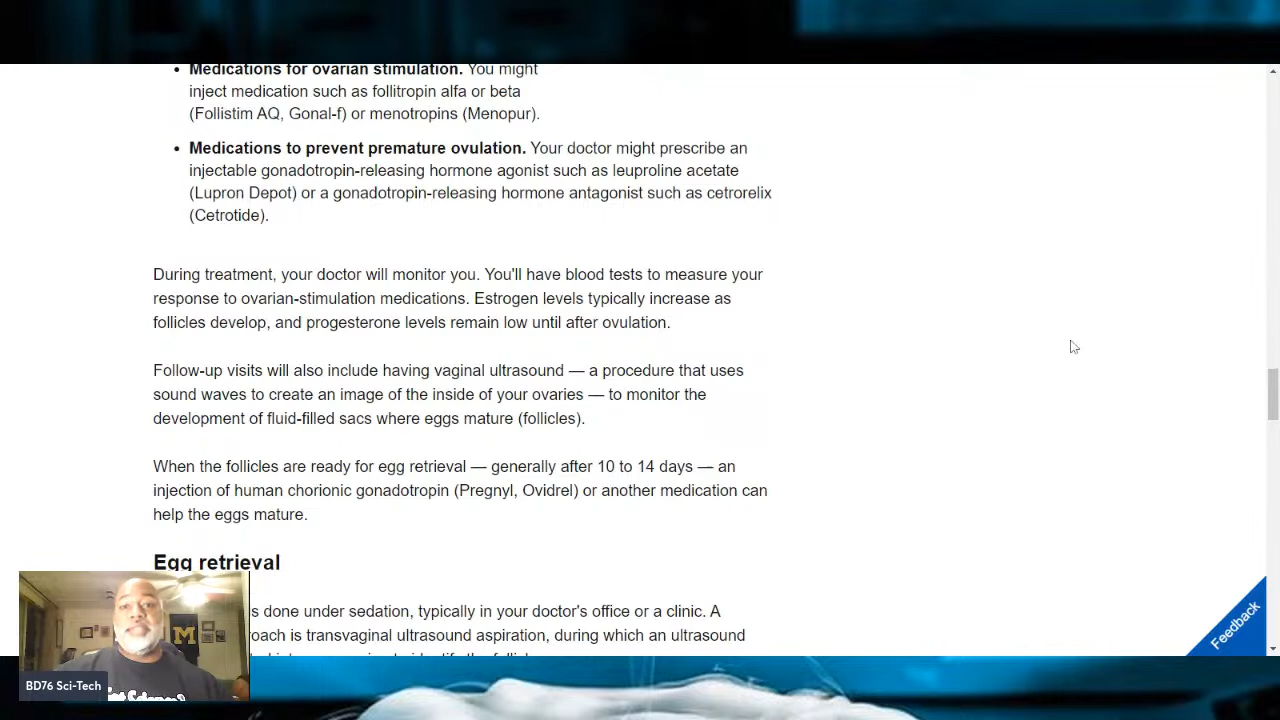 Medications for ovarian stimulation. You might
inject medication such as follitropin alfa or beta
(Follistim AQ, Gonal-f) or menotropins (Menopur).
Medications to prevent premature ovulation. Your doctor might prescribe an
injectable gonadotropin-releasing hormone agonist such as leuproline acetate
(Lupron Depot) or a gonadotropin-releasing hormone antagonist such as cetrorelix
(Cetrotide).
During treatment, your doctor will monitor you. You'll have blood tests to measure your
response to ovarian-stimulation medications. Estrogen levels typically increase as
follicles develop, and progesterone levels remain low until after ovulation.
Follow-up visits will also include having vaginal ultrasound — a procedure that uses
sound waves to create an image of the inside of your ovaries — to monitor the
development of fluid-filled sacs where eggs mature (follicles).
When the follicles are ready for egg retrieval — generally after 10 to 14 days — an
injection of human chorionic gonadotropin (Pregnyl, Ovidrel) or another medication can
help the eggs mature.
Egg retrieval
s done under sedation, typically in your doctor's office or a clinic. A
oach is transvaginal ultrasound aspiration, during which an ultrasound
Feedback
M
BD76 Sci-Tech